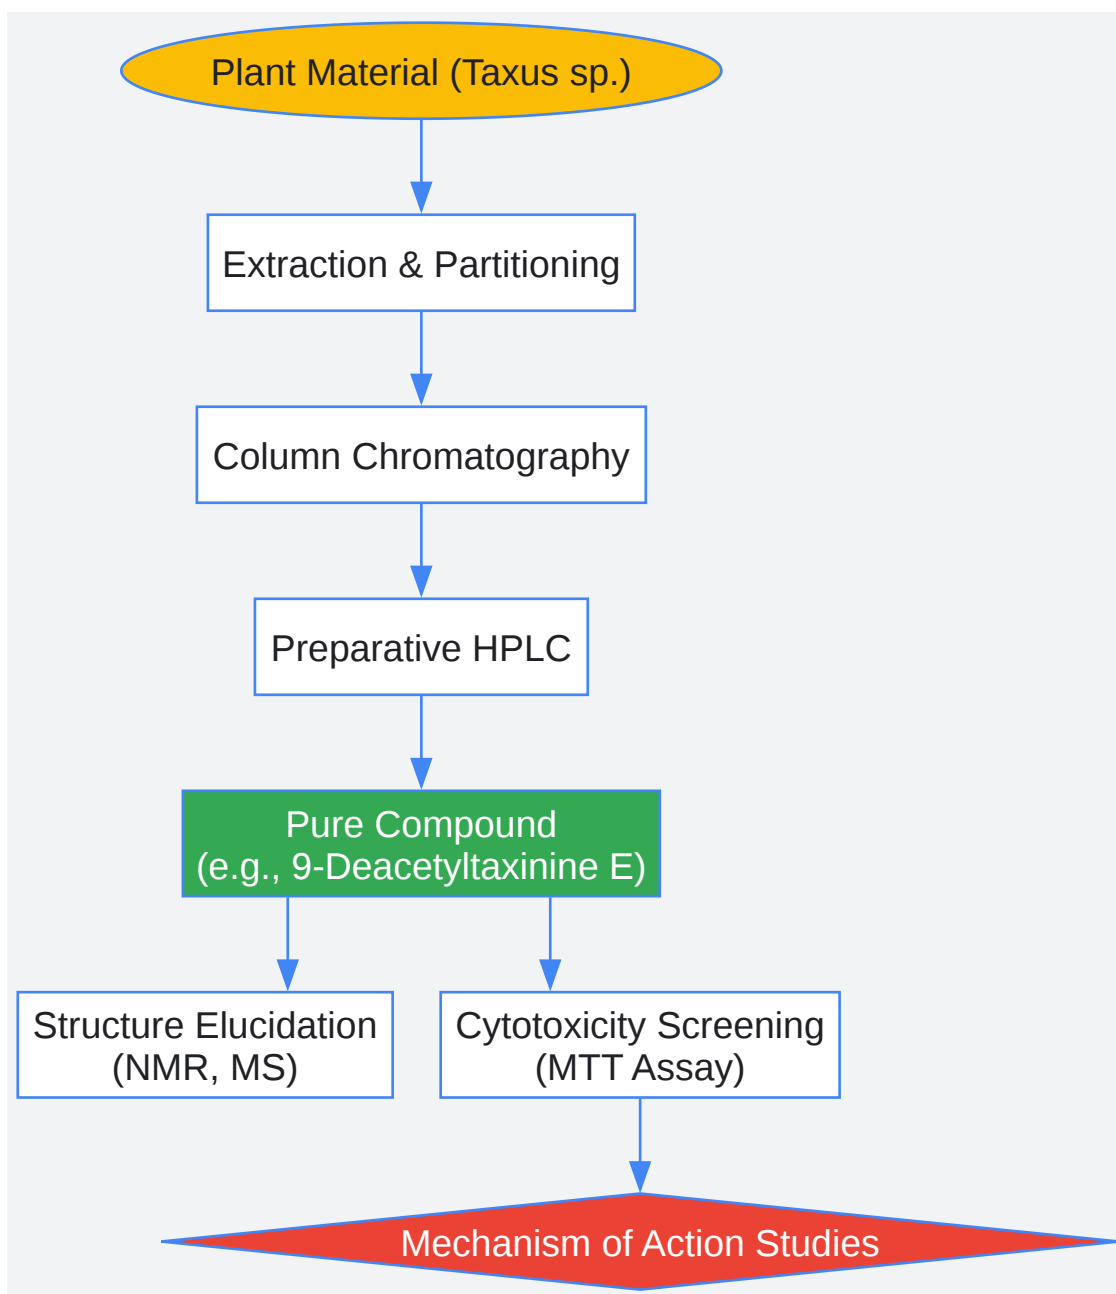 Plant Material (Taxus sp.)
Extraction & Partitioning
Column Chromatography
Preparative HPLC
Pure Compound
(e.g., 9-Deacetyltaxinine E)
Structure Elucidation
(NMR, MS)
Cytotoxicity Screening
(MTT Assay)
Mechanism of Action Studies